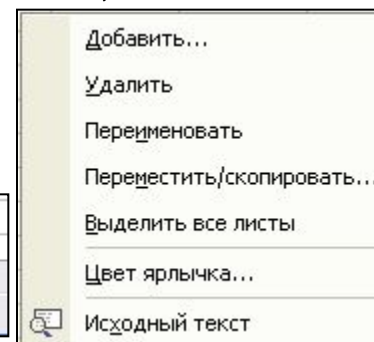 Добавить...
Удалить
Переименовать
Переместить/скопировать...
Выделить все листы
Цвет ярлычка...
Исходный текст